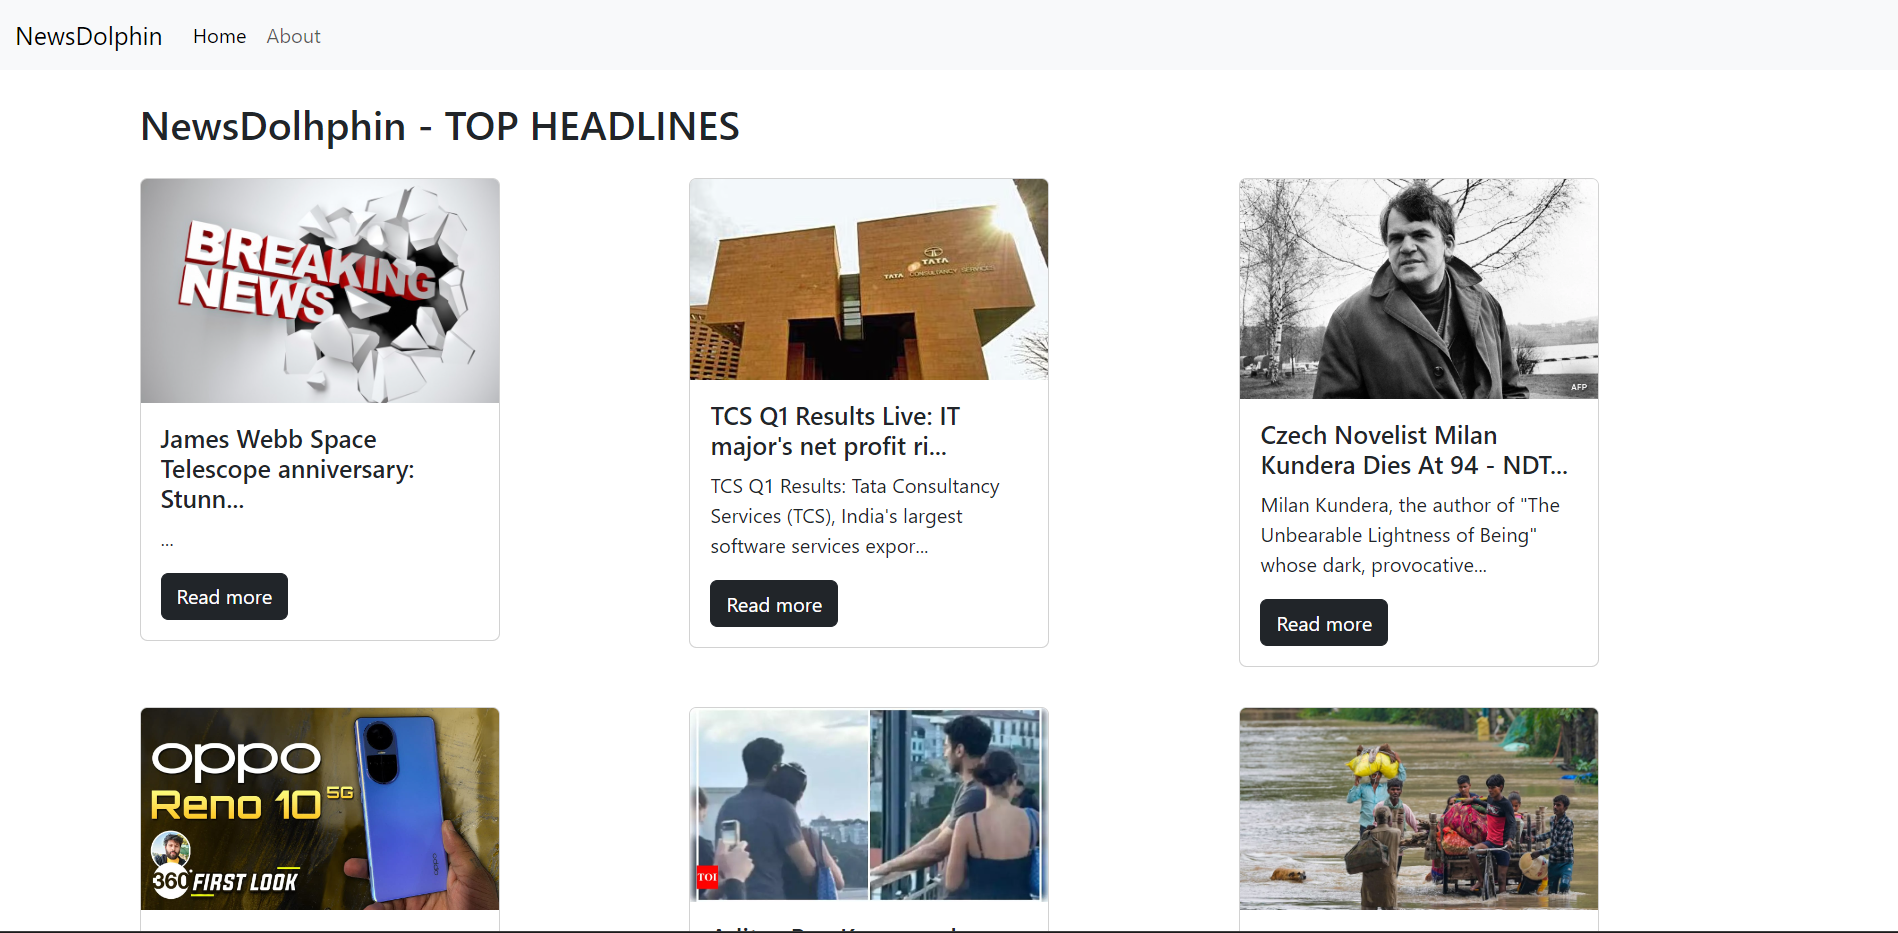 NewsDolphin Home About
NewsDolhphin - TOP HEADLINES
BREAKING
NEWS
James Webb Space
Telescope anniversary:
Stunn...
...
Read more
TATA
TATA CONSULTANCY SERVICES
TCS Q1 Results Live: IT
major's net profit ri...
TCS Q1 Results: Tata Consultancy
Services (TCS), India's largest
software services expor...
Read more
AFP
Czech Novelist Milan
Kundera Dies At 94 - NDT...
Milan Kundera, the author of "The
Unbearable Lightness of Being"
whose dark, provocative...
Read more
oppo
Reno 10 5G
360 FIRST LOOK
oppo
TOI